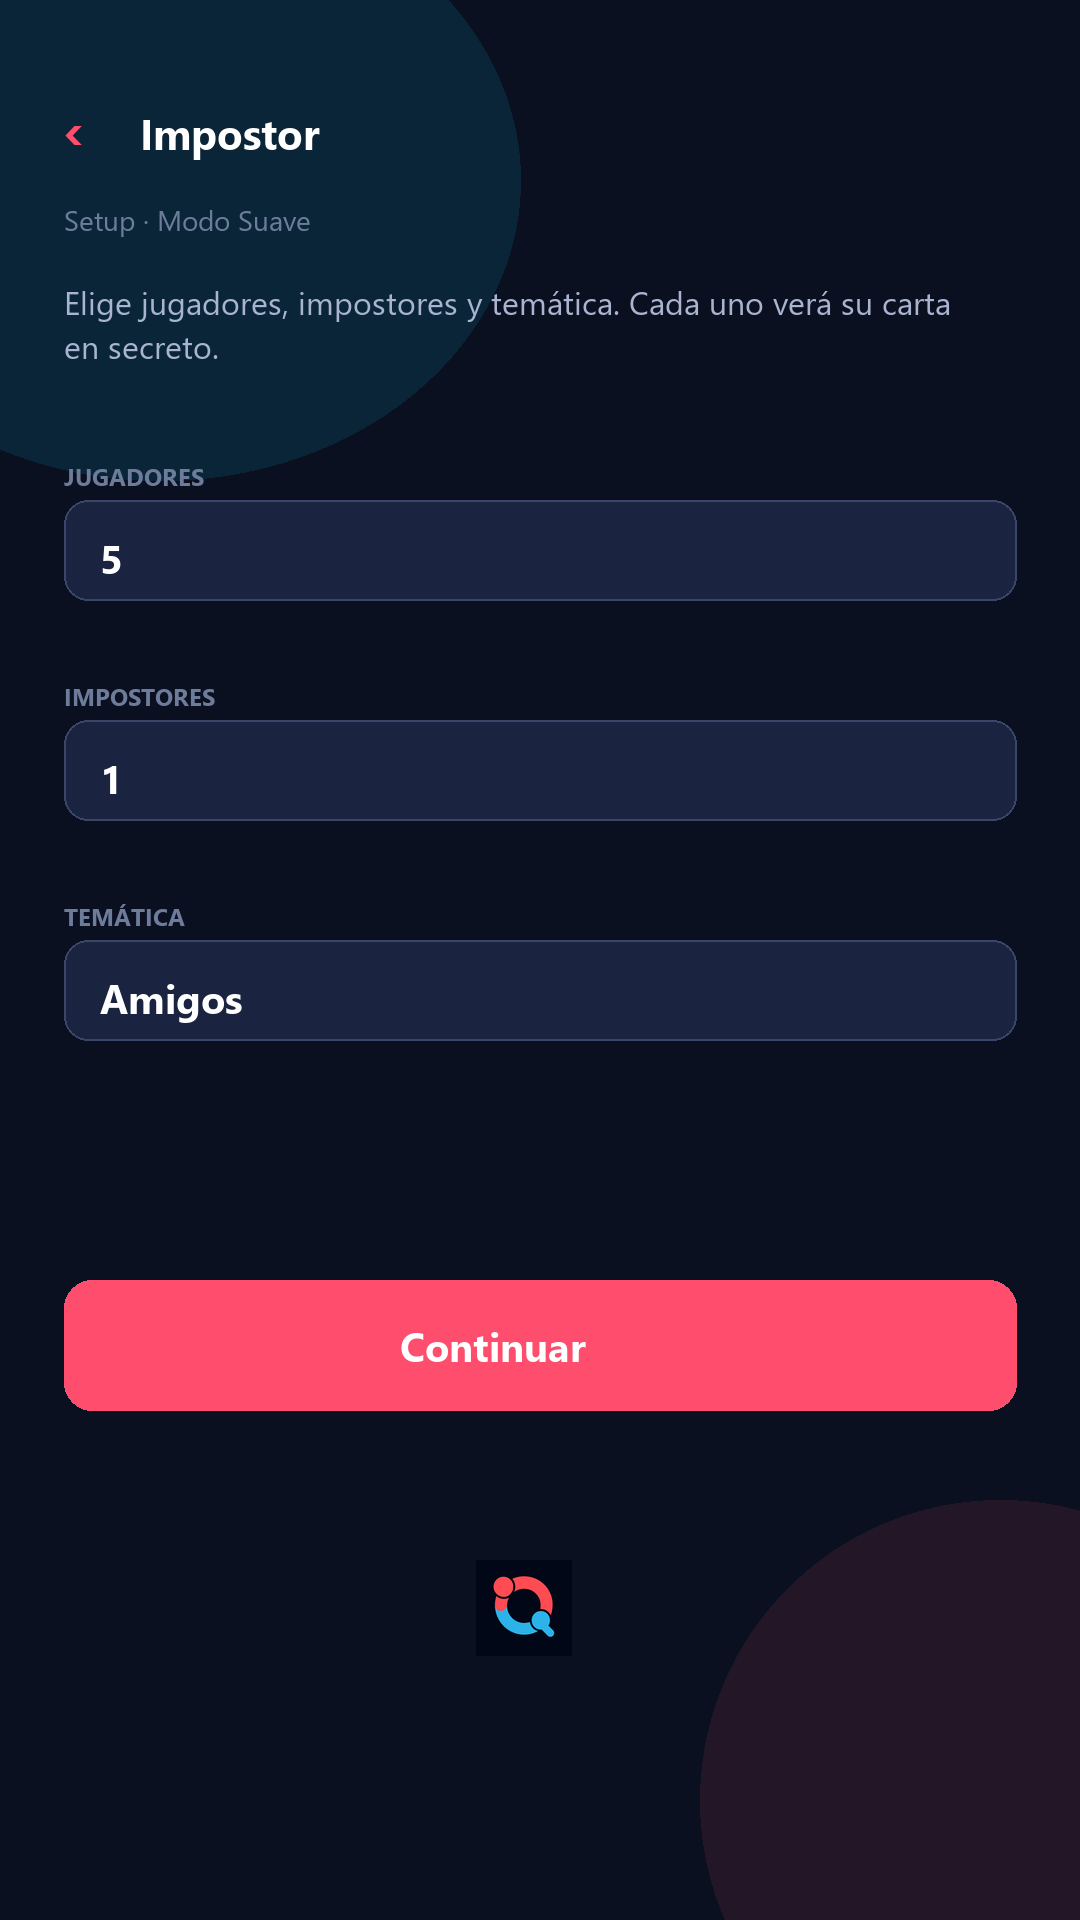 Impostor
Setup · Modo Suave
Elige jugadores, impostores y temática. Cada uno verá su carta
en secreto.
JUGADORES
5
IMPOSTORES
1
TEMÁTICA
Amigos
Continuar